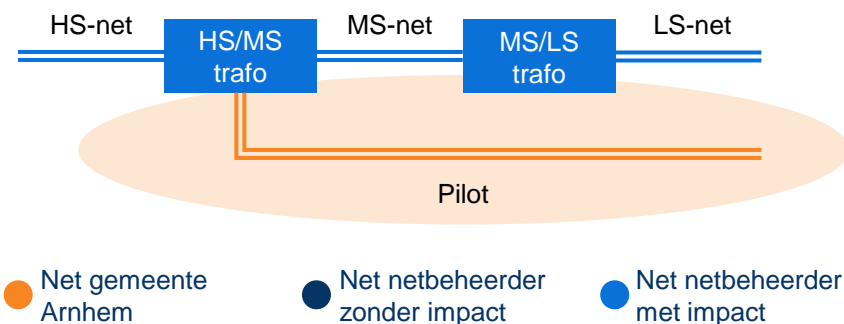 HS-net
MS-net
LS-net
HS/MS
trafo
MS/LS
trafo
Pilot
Net gemeente
Arnhem
Net netbeheerder
zonder impact
Net netbeheerder
met impact